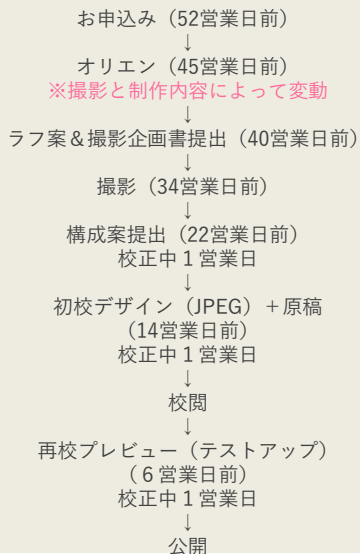 お申込み（52営業日前）
↓
オリエン（45営業日前）
※撮影と制作内容によって変動
↓
ラフ案＆撮影企画書提出（40営業日前）
↓
撮影（34営業日前）
↓
構成案提出（22営業日前）
校正中１営業日
↓
初校デザイン（JPEG）＋原稿
（14営業日前）
校正中１営業日
↓
校閲
↓
再校プレビュー（テストアップ）
（６営業日前）
校正中１営業日
↓
公開